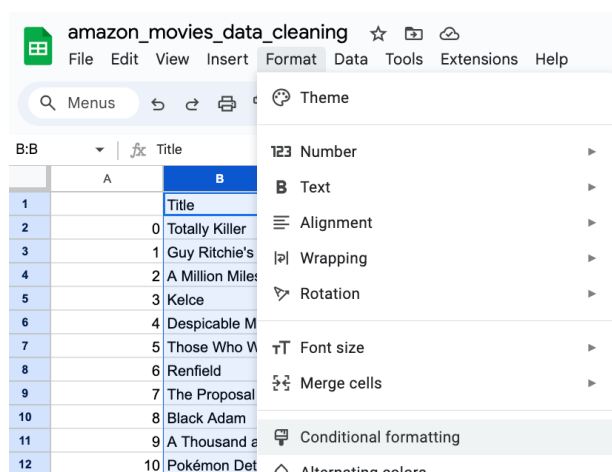 amazon_movies_data_cleaning
File Edit View Insert Format Data Tools Extensions Help
Menus
Theme
B:B fx Title
123 Number
B Text
Alignment
Wrapping
Rotation
Font size
Merge cells
Conditional formatting
Alternating colors
A B
1 Title
2 0 Totally Killer
3 1 Guy Ritchie's
4 2 A Million Miles
5 3 Kelce
6 4 Despicable M
7 5 Those Who W
8 6 Renfield
9 7 The Proposal
10 8 Black Adam
11 9 A Thousand a
12 10 Pokémon Det